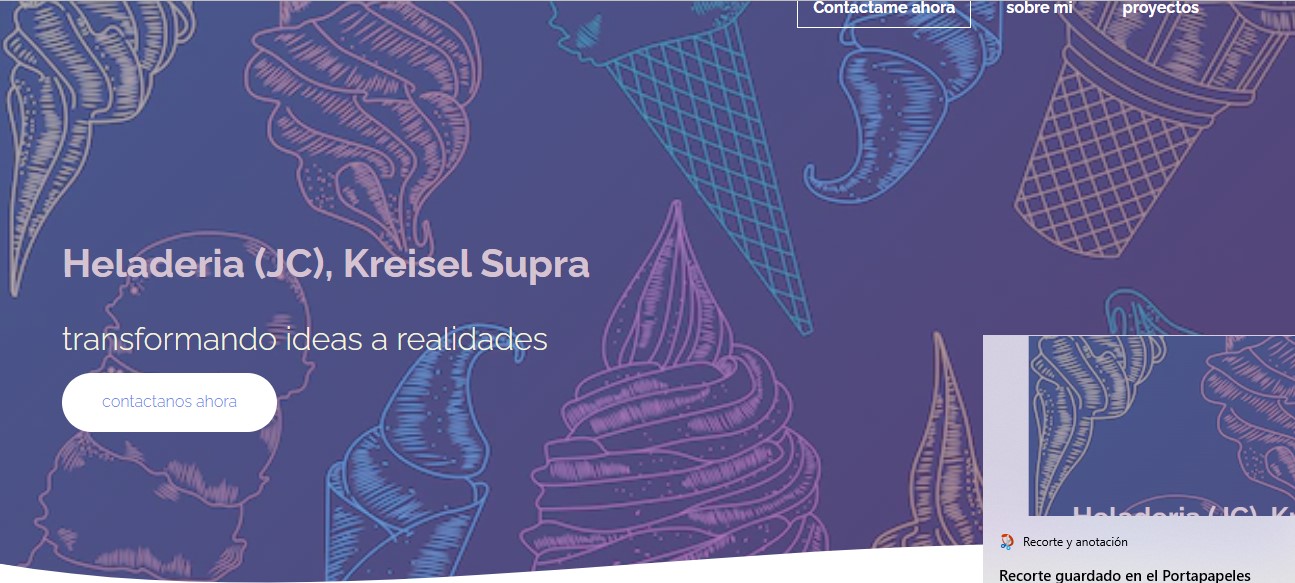 Contactame ahora
sobre mi
proyectos
Heladeria (JC), Kreisel Supra
transformando ideas a realidades
contactanos ahora
Heladeria (JC), Kr
Recorte y anotación
Recorte guardado en el Portapapeles